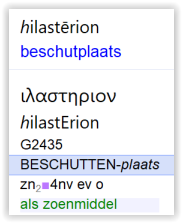 hilastērion
beschutplaats
ιλαστηριον
hilastErion
G2435
BESCHUTTEN-plaats
zn2■4nv ev o
als zoenmiddel